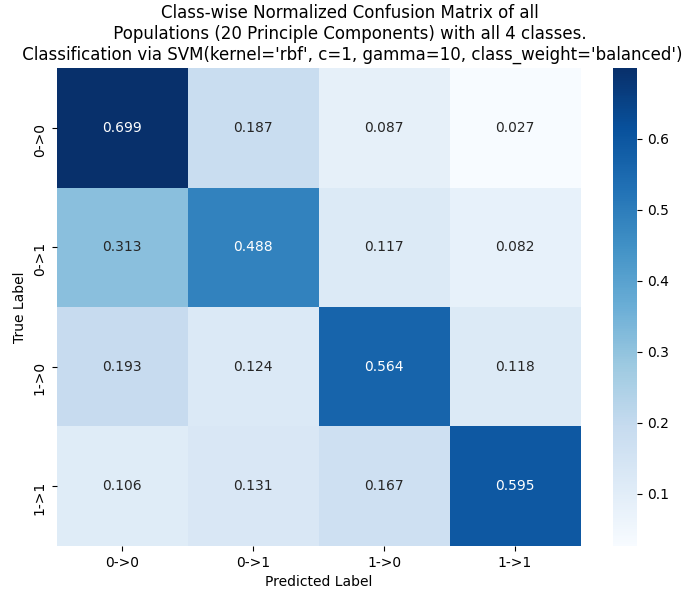 Class-wise Normalized Confusion Matrix of all
Populations (20 Principle Components) with all 4 classes.
Classification via SVM(kernel='rbf', c=1, gamma=10, class_weight='balanced')
True Label
0->0
0.699 0.187 0.087 0.027
0->1
0.313 0.488 0.117 0.082
1->0
0.193 0.124 0.564 0.118
1->1
0.106 0.131 0.167 0.595
0->0 0->1 1->0 1->1
Predicted Label
0.6
0.5
0.4
0.3
0.2
0.1